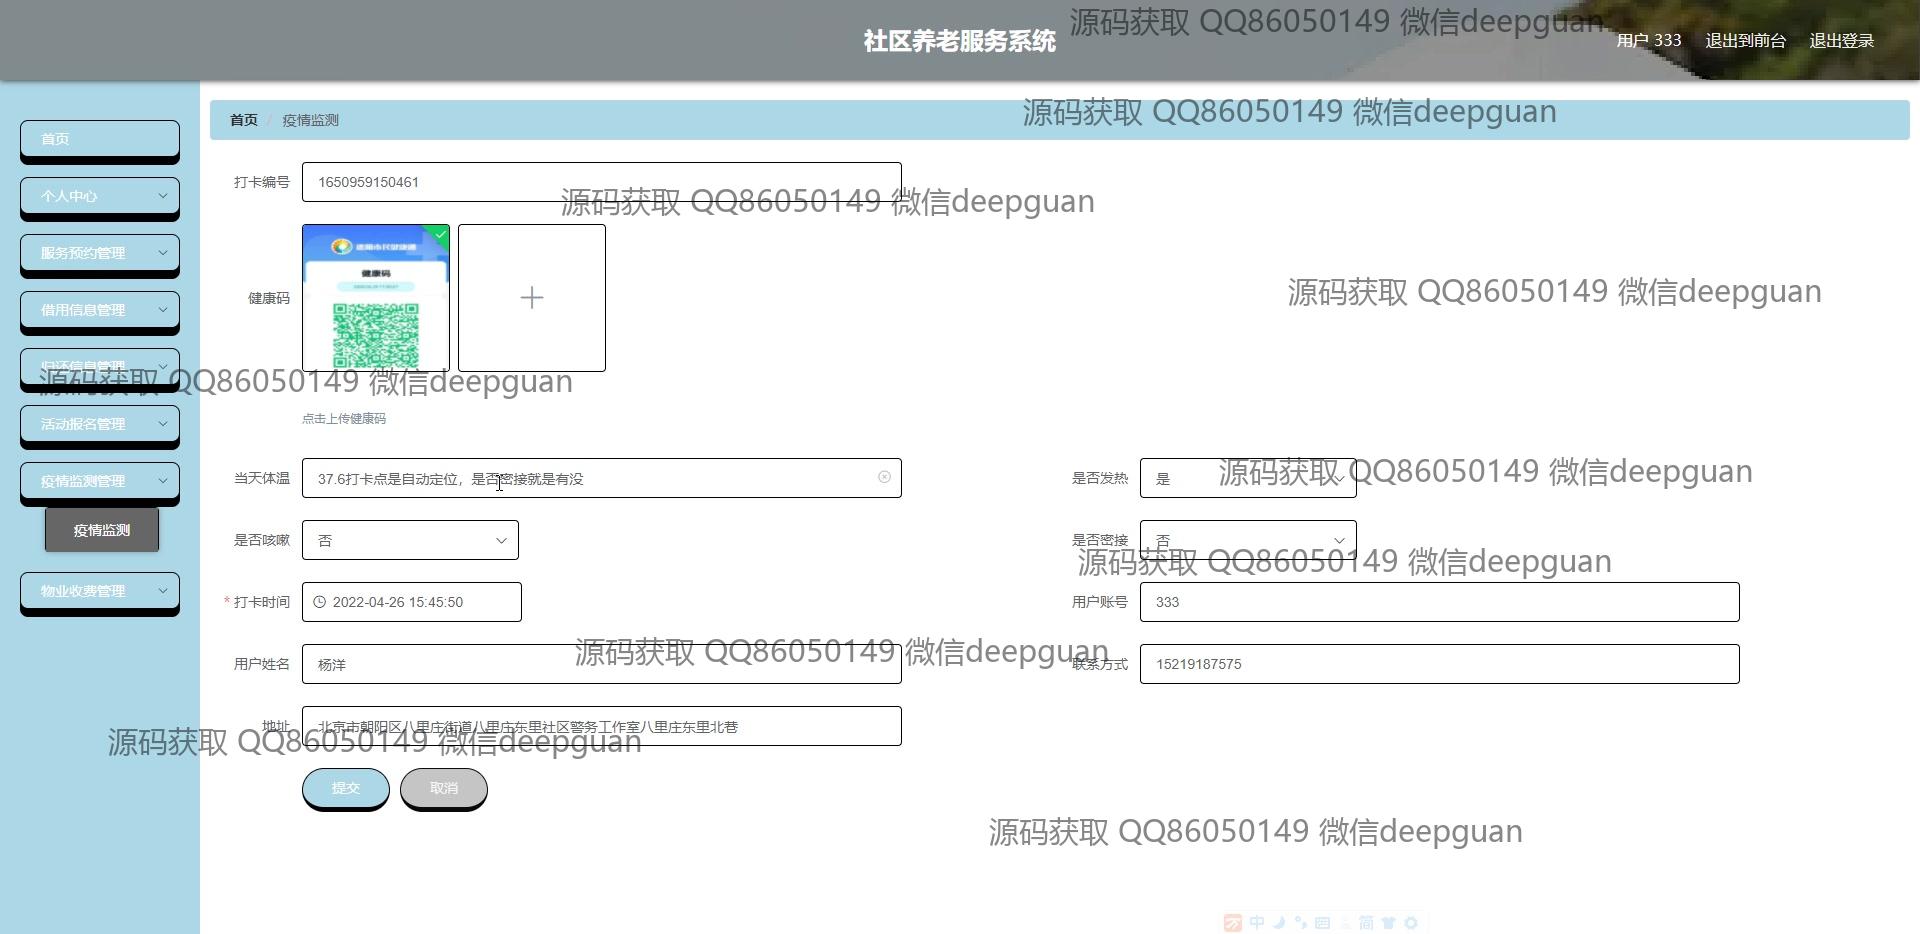 社区养老服务系统
源码获取 QQ86050149 微信deepguan
用户 333
退出到前台
退出登录
首页 / 疫情监测
源码获取 QQ86050149 微信deepguan
首页
个人中心
服务预约管理
借用信息管理
归还信息管理
活动报名管理
疫情监测管理
疫情监测
物业收费管理
打卡编号
1650959150461
源码获取 QQ86050149 微信deepguan
健康码
健康码
源码获取 QQ86050149 微信deepguan
源码获取 QQ86050149 微信deepguan
点击上传健康码
当天体温
37.6打卡点是自动定位，是否密接就是有没
是否发热
是
源码获取 QQ86050149 微信deepguan
是否咳嗽
否
是否密接
否
源码获取 QQ86050149 微信deepguan
* 打卡时间
2022-04-26 15:45:50
用户账号
333
用户姓名
杨洋
源码获取 QQ86050149 微信deepguan
联系方式
15219187575
地址
北京市朝阳区八里庄街道八里庄东里社区警务工作室八里庄东里北巷
源码获取 QQ86050149 微信deepguan
提交
取消
源码获取 QQ86050149 微信deepguan
中
简